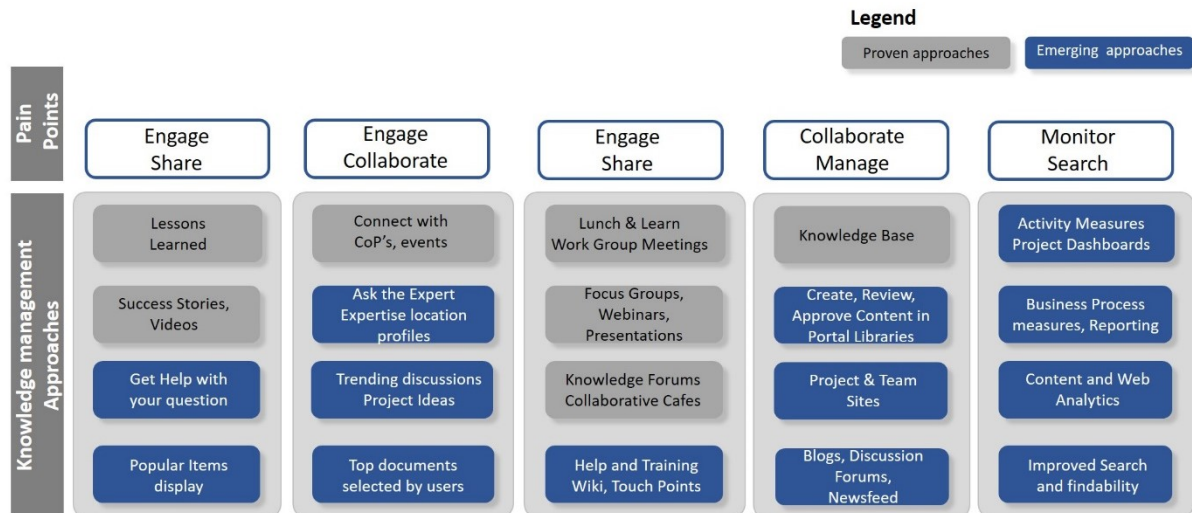 Legend
Proven approaches
Emerging approaches
Pain
Points
Engage
Share
Engage
Collaborate
Engage
Share
Collaborate
Manage
Monitor
Search
Knowledge management
Approaches
Lessons
Learned
Success Stories,
Videos
Get Help with
your question
Popular Items
display
Connect with
CoP's, events
Ask the Expert
Expertise location
profiles
Trending discussions
Project Ideas
Top documents
selected by users
Lunch & Learn
Work Group Meetings
Focus Groups,
Webinars,
Presentations
Knowledge Forums
Collaborative Cafes
Help and Training
Wiki, Touch Points
Knowledge Base
Create, Review,
Approve Content in
Portal Libraries
Project & Team
Sites
Blogs, Discussion
Forums,
Newsfeed
Activity Measures
Project Dashboards
Business Process
measures, Reporting
Content and Web
Analytics
Improved Search
and findability